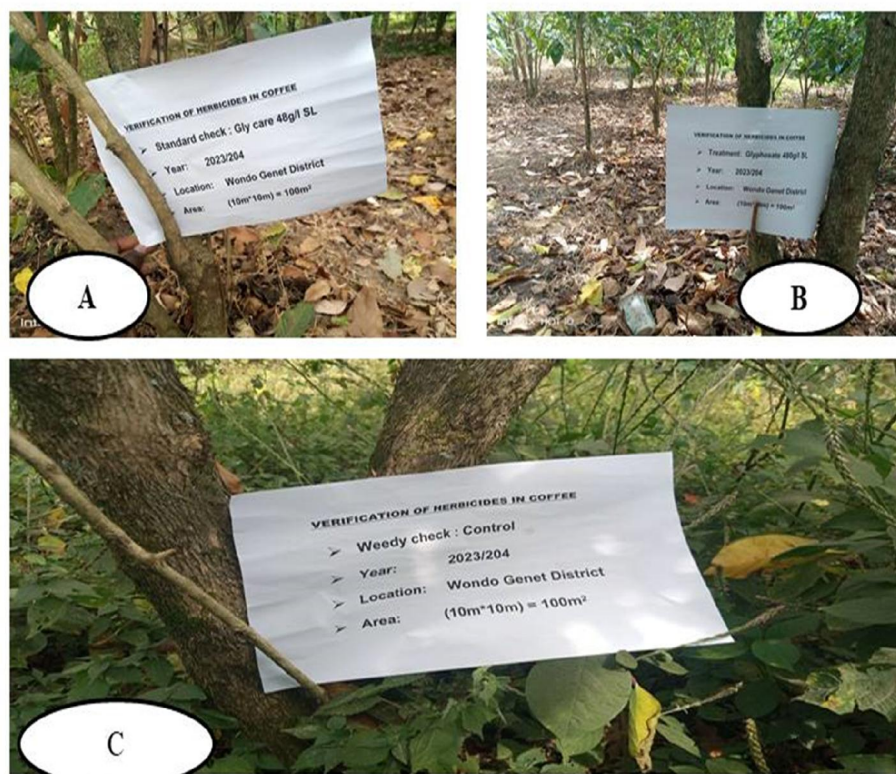 VERIFICATION OF HERBICIDES IN COFFEE
➢ Standard check : Gly care 48g/l SL
➢ Year: 2023/204
➢ Location: Wondo Genet District
➢ Area: (10m*10m) = 100m²
A
VERIFICATION OF HERBICIDES IN COFFEE
➢ Treatment: Glyphosate 480g/l SL
➢ Year: 2023/204
➢ Location: Wondo Genet District
➢ Area: = 100m²
B
VERIFICATION OF HERBICIDES IN COFFEE
➢ Weedy check : Control
➢ Year: 2023/204
➢ Location: Wondo Genet District
➢ Area: (10m*10m) = 100m²
C